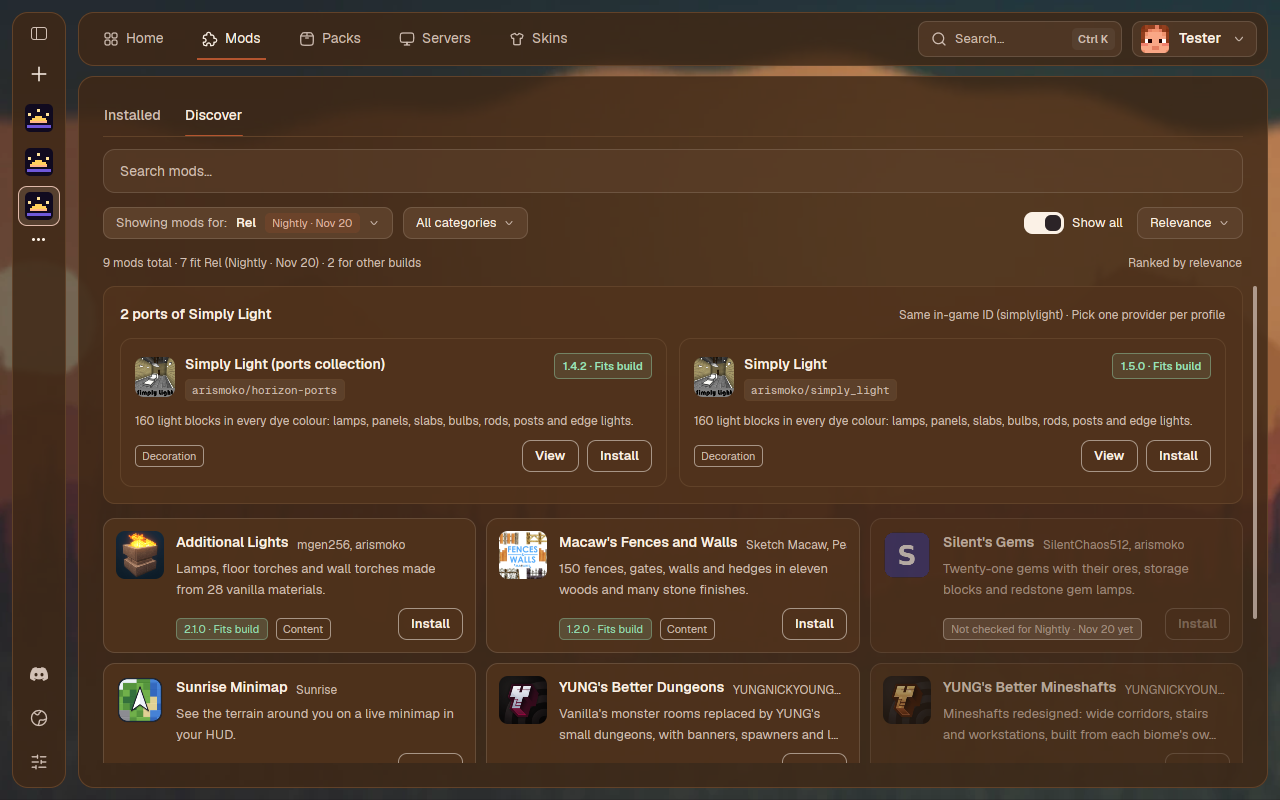 Home
Mods
Packs
Servers
Skins
Search...
Ctrl K
Tester
Installed
Discover
Search mods...
Showing mods for: Rel Nightly · Nov 20
All categories
Show all
Relevance
9 mods total · 7 fit Rel (Nightly · Nov 20) · 2 for other builds
Ranked by relevance
2 ports of Simply Light
Same in-game ID (simplylight) · Pick one provider per profile
Simply Light (ports collection)
1.4.2 · Fits build
arismoko/horizon-ports
160 light blocks in every dye colour: lamps, panels, slabs, bulbs, rods, posts and edge lights.
Decoration
View
Install
Simply Light
1.5.0 · Fits build
arismoko/simply_light
160 light blocks in every dye colour: lamps, panels, slabs, bulbs, rods, posts and edge lights.
Decoration
View
Install
Additional Lights mgen256, arismoko
Lamps, floor torches and wall torches made
from 28 vanilla materials.
2.1.0 · Fits build
Content
Install
FENCES
WALLS
Macaw's Fences and Walls Sketch Macaw, Pe
150 fences, gates, walls and hedges in eleven
woods and many stone finishes.
1.2.0 · Fits build
Content
Install
S
Silent's Gems SilentChaos512, arismoko
Twenty-one gems with their ores, storage
blocks and redstone gem lamps.
Not checked for Nightly · Nov 20 yet
Install
Sunrise Minimap Sunrise
See the terrain around you on a live minimap in
your HUD.
YUNG's Better Dungeons YUNGNICKYOUNG...
Vanilla's monster rooms replaced by YUNG's
small dungeons, with banners, spawners and l...
YUNG's Better Mineshafts YUNGNICKYOUN...
Mineshafts redesigned: wide corridors, stairs
and workstations, built from each biome's ow...